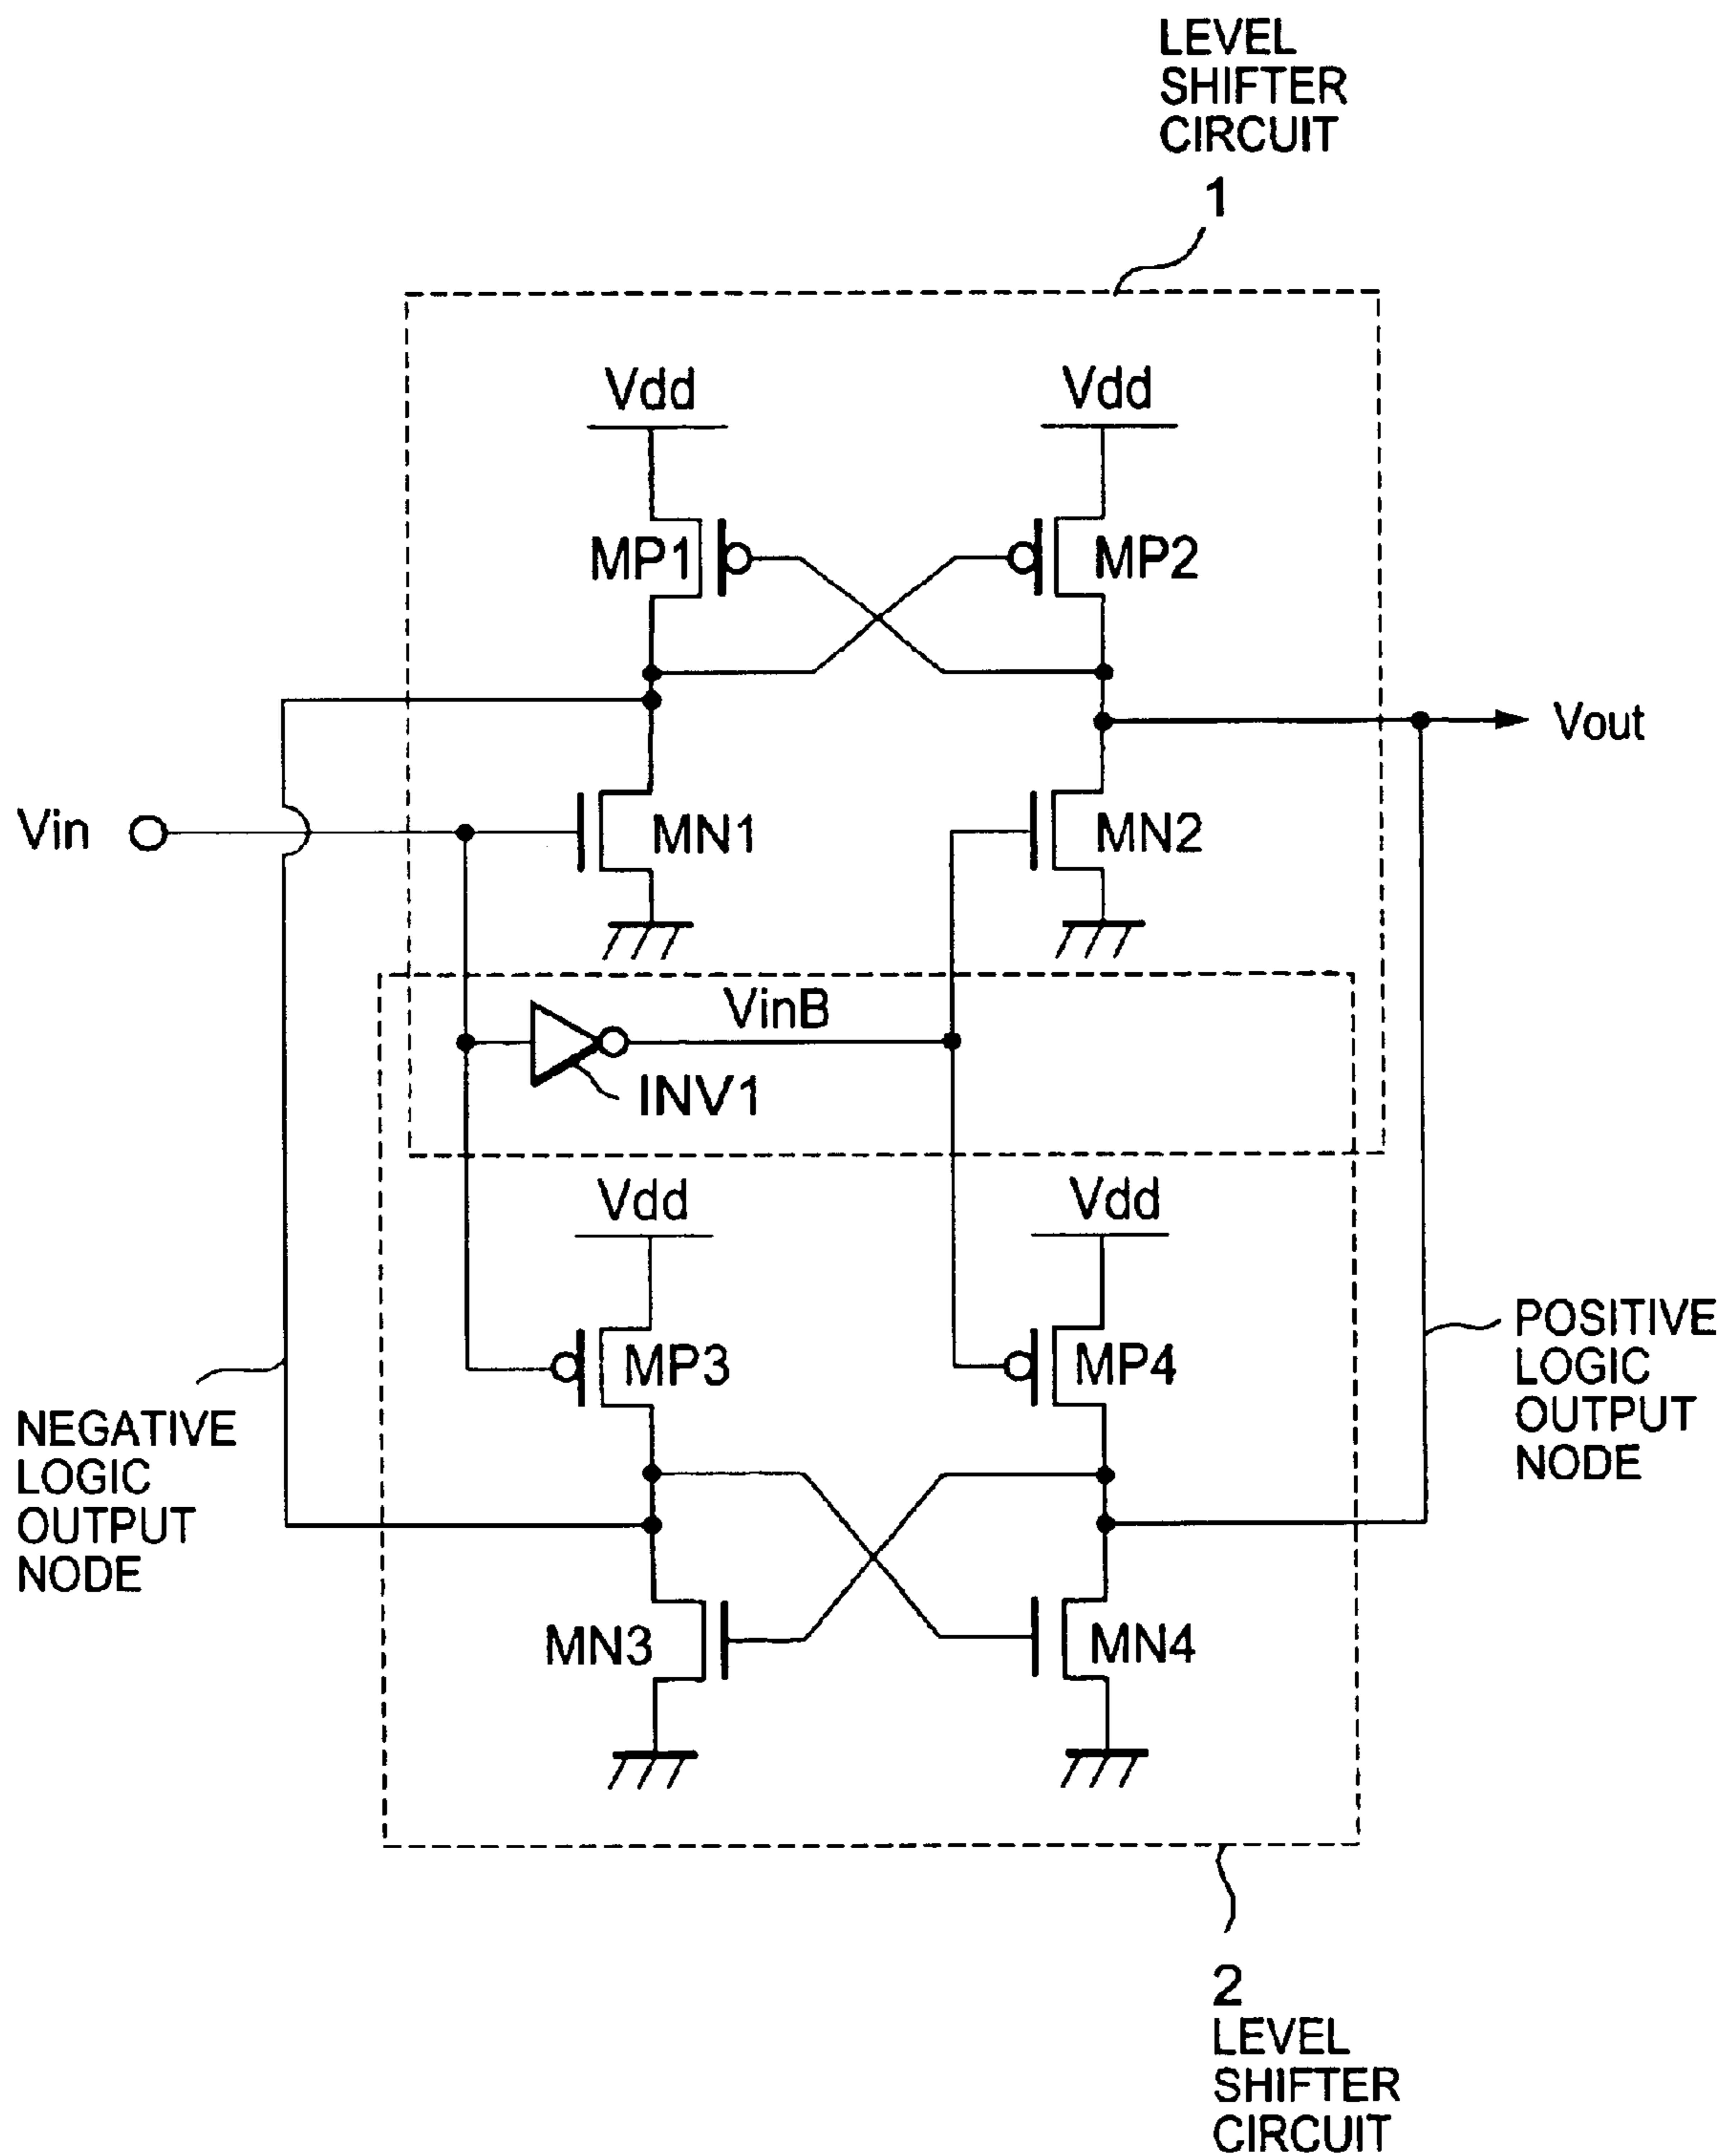 LEVEL
SHIFTER
CIRCUIT
1
Vdd
Vdd
MP1
MP2
Vout
Vin
MN1
MN2
VinB
INV1
Vdd
Vdd
MP3
MP4
POSITIVE
LOGIC
OUTPUT
NODE
NEGATIVE
LOGIC
OUTPUT
NODE
MN3
MN4
2
LEVEL
SHIFTER
CIRCUIT